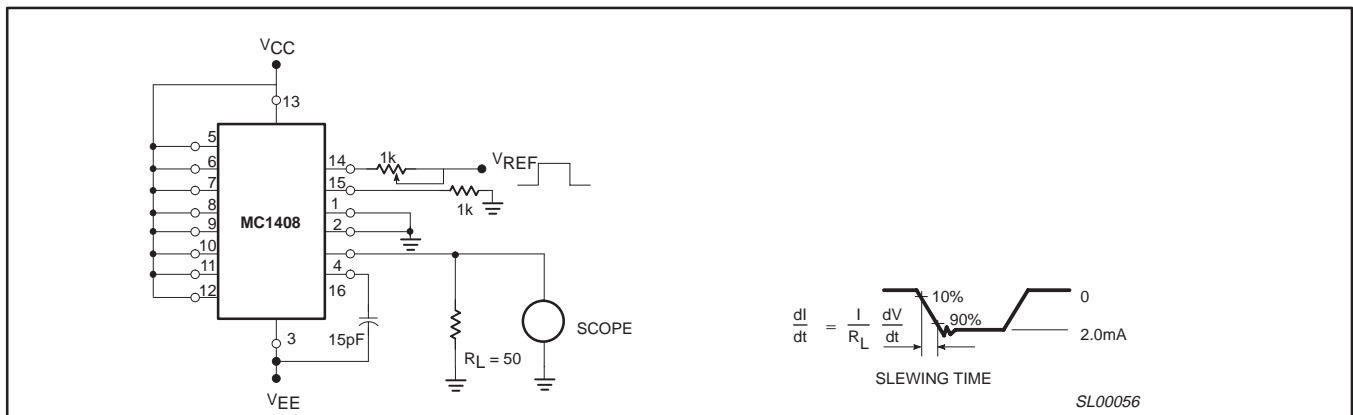 VCC
13
5
6
7
8
9
10
11
12
MC1408
14
15
1
2
4
16
3
1k
VREF
1k
15pF
RL = 50
SCOPE
VEE
dI/dt = I/RL dV/dt
10%
90%
0
2.0mA
SLEWING TIME
SL00056